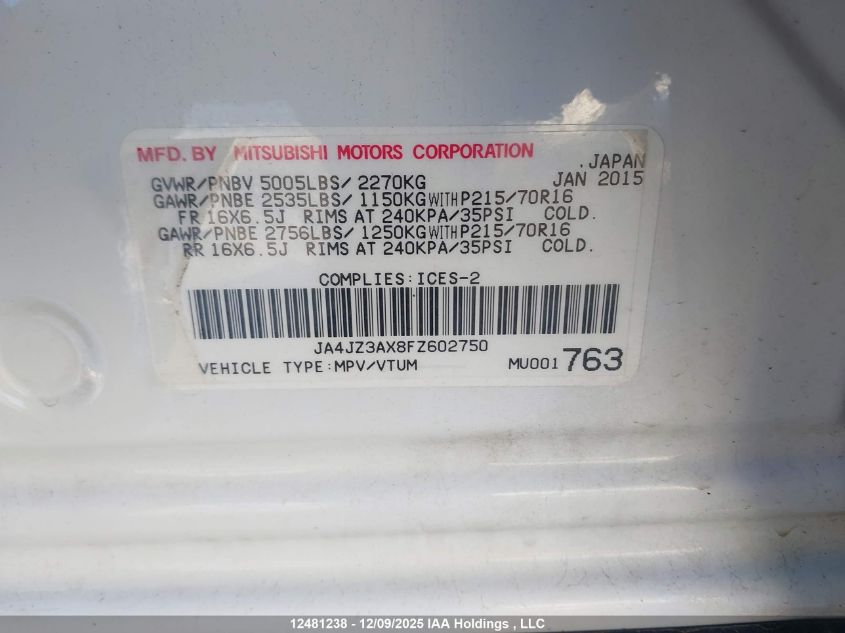 MFD. BY MITSUBISHI MOTORS CORPORATION
.JAPAN
GVWR/PNBV 5005LBS/ 2270KG JAN 2015
GAWR/PNBE 2535LBS/ 1150KG WITH P215/70R16
FR 16X6.5J RIMS AT 240KPA/35PSI COLD.
GAWR/PNBE 2756LBS/ 1250KG WITH P215/70R16
RR 16X6.5J RIMS AT 240KPA/35PSI COLD.
COMPLIES:ICES-2
JA4JZ3AX8FZ602750
VEHICLE TYPE:MPV/VTUM MU001 763
12481238 - 12/09/2025 IAA Holdings , LLC